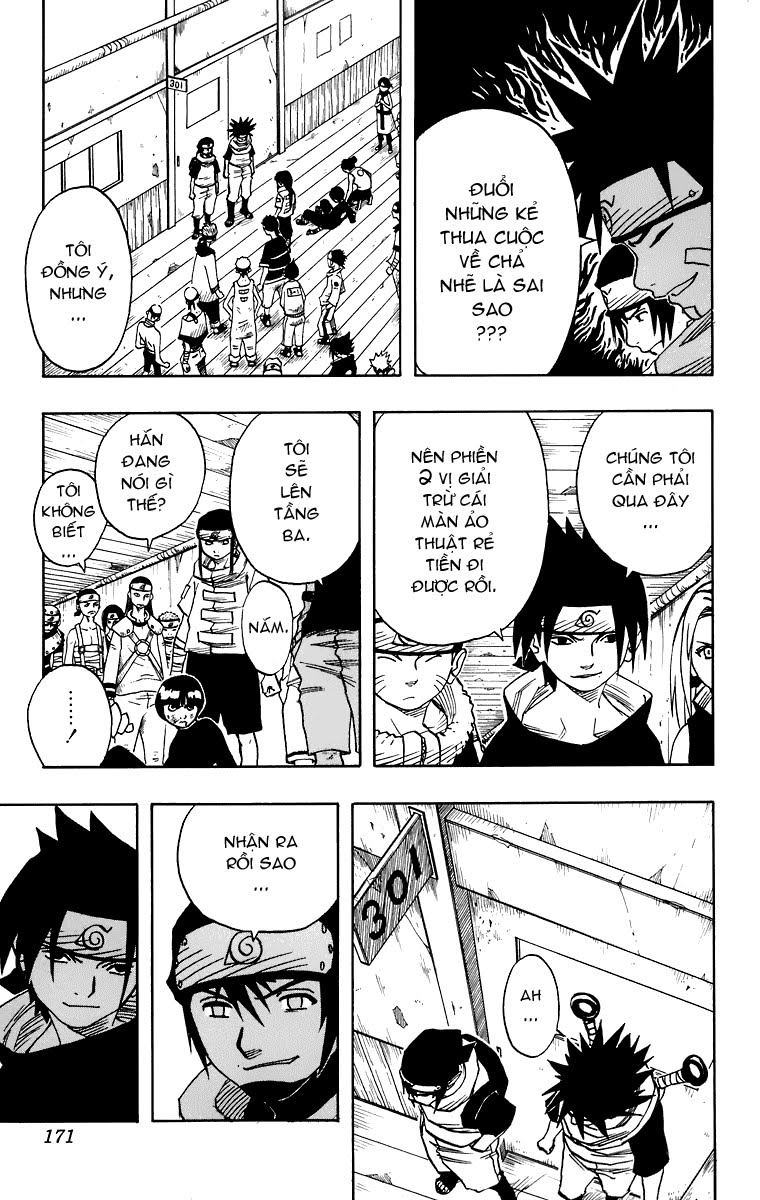 ĐUỔI
NHỮNG KẺ
THUA CUỘC
VỀ CHẢ
NHẼ LÀ SAI
SAO
???
301
TÔI
ĐỒNG Ý,
NHƯNG
...
CHÚNG TÔI
CẦN PHẢI
QUA ĐÂY
...
NÊN PHIỀN
2 VỊ GIẢI
TRỪ CÁI
MÀN ẢO
THUẬT RẺ
TIỀN ĐI
ĐƯỢC RỒI.
TÔI
SẼ
LÊN
TẦNG
BA.
HẮN
ĐANG
NÓI GÌ
THẾ?
TÔI
KHÔNG
BIẾT
...
NẤM.
.....!
301
AH
...
NHẬN RA
RỒI SAO
...
171